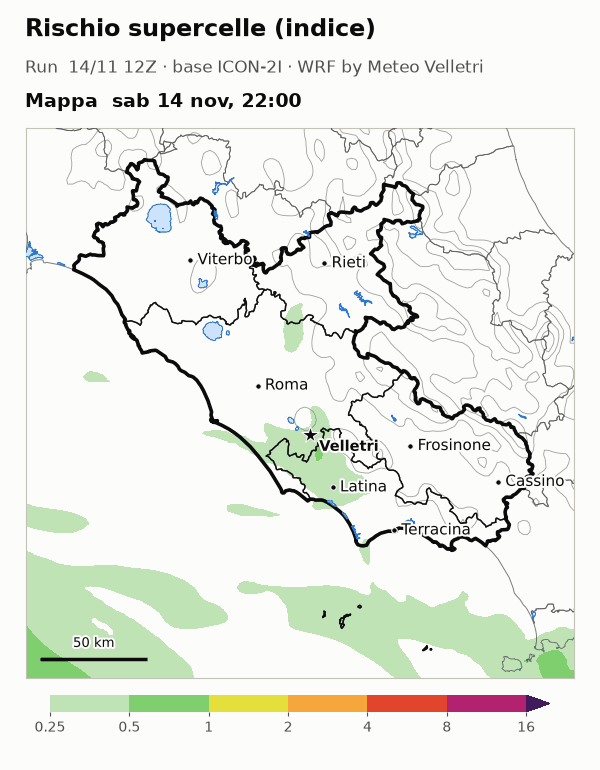 Rischio supercelle (indice)
Run  14/11 12Z · base ICON-2I · WRF by Meteo Velletri
Mappa  sab 14 nov, 22:00
Viterbo
Rieti
Roma
Velletri
Frosinone
Latina
Cassino
Terracina
50 km
0.25 0.5 1 2 4 8 16